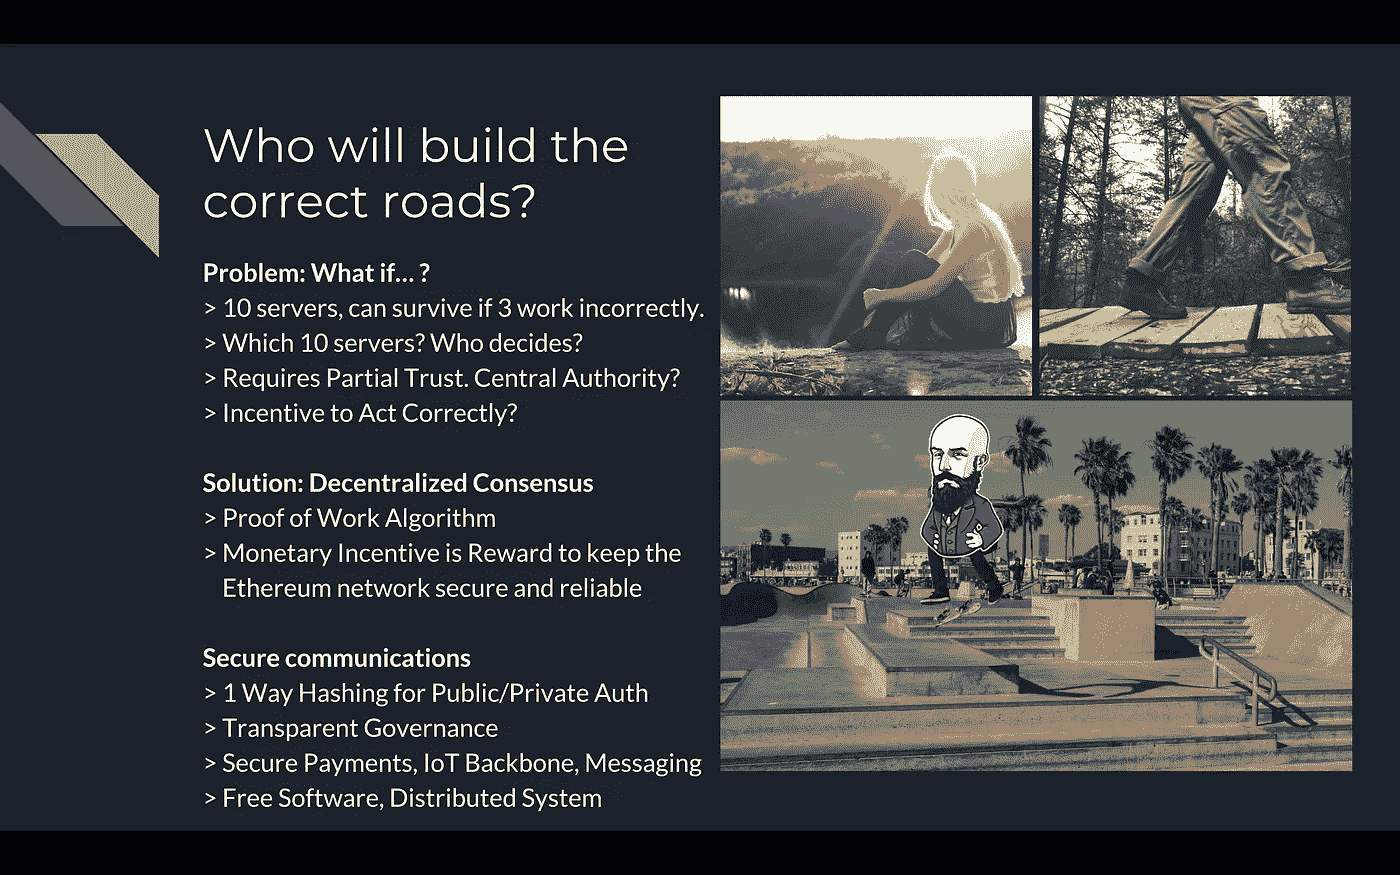 Who will build the
correct roads?
Problem: What if... ?
> 10 servers, can survive if 3 work incorrectly.
> Which 10 servers? Who decides?
> Requires Partial Trust. Central Authority?
> Incentive to Act Correctly?
Solution: Decentralized Consensus
> Proof of Work Algorithm
> Monetary Incentive is Reward to keep the
Ethereum network secure and reliable
Secure communications
> 1 Way Hashing for Public/Private Auth
> Transparent Governance
> Secure Payments, IoT Backbone, Messaging
> Free Software, Distributed System